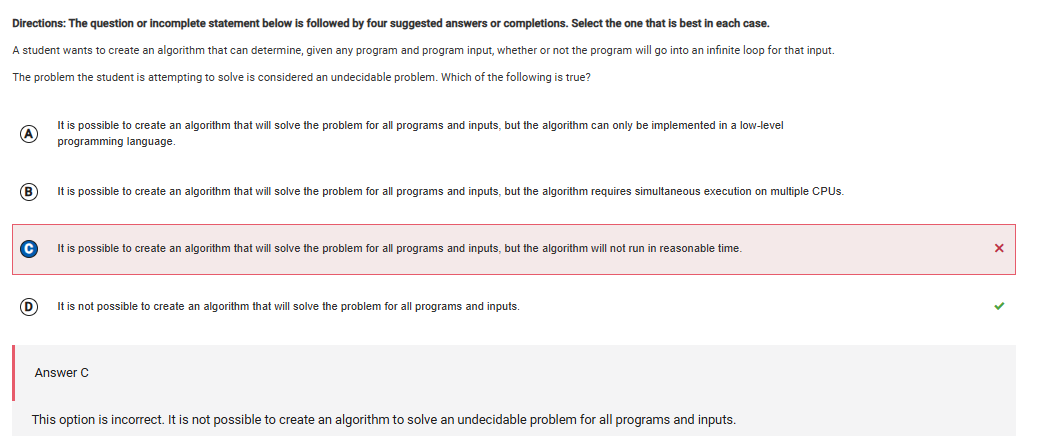 Directions: The question or incomplete statement below is followed by four suggested answers or completions. Select the one that is best in each case.
A student wants to create an algorithm that can determine, given any program and program input, whether or not the program will go into an infinite loop for that input.
The problem the student is attempting to solve is considered an undecidable problem. Which of the following is true?
A It is possible to create an algorithm that will solve the problem for all programs and inputs, but the algorithm can only be implemented in a low-level
programming language.
B It is possible to create an algorithm that will solve the problem for all programs and inputs, but the algorithm requires simultaneous execution on multiple CPUs.
C It is possible to create an algorithm that will solve the problem for all programs and inputs, but the algorithm will not run in reasonable time.
D It is not possible to create an algorithm that will solve the problem for all programs and inputs.
Answer C
This option is incorrect. It is not possible to create an algorithm to solve an undecidable problem for all programs and inputs.